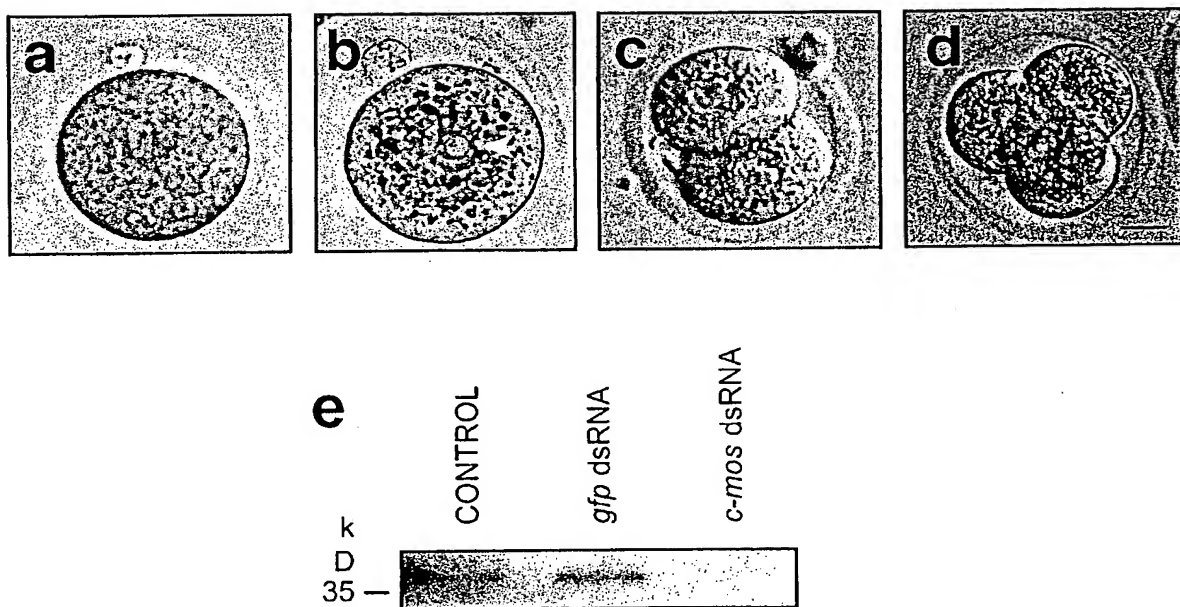 a
b
c
d
e
CONTROL
gfp dsRNA
c-mos dsRNA
k
D
35 —